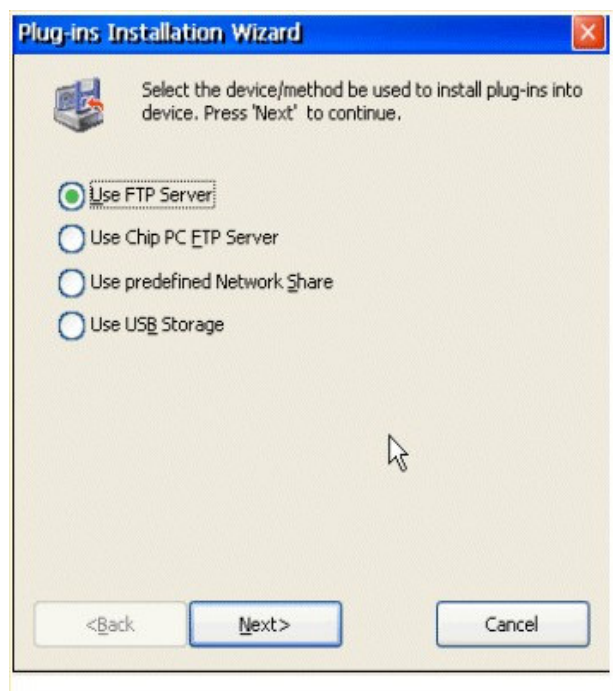 Plug-ins Installation Wizard
Select the device/method be used to install plug-ins into
device. Press 'Next' to continue.
Use FTP Server
Use Chip PC FTP Server
Use predefined Network Share
Use USB Storage
<Back
Next>
Cancel